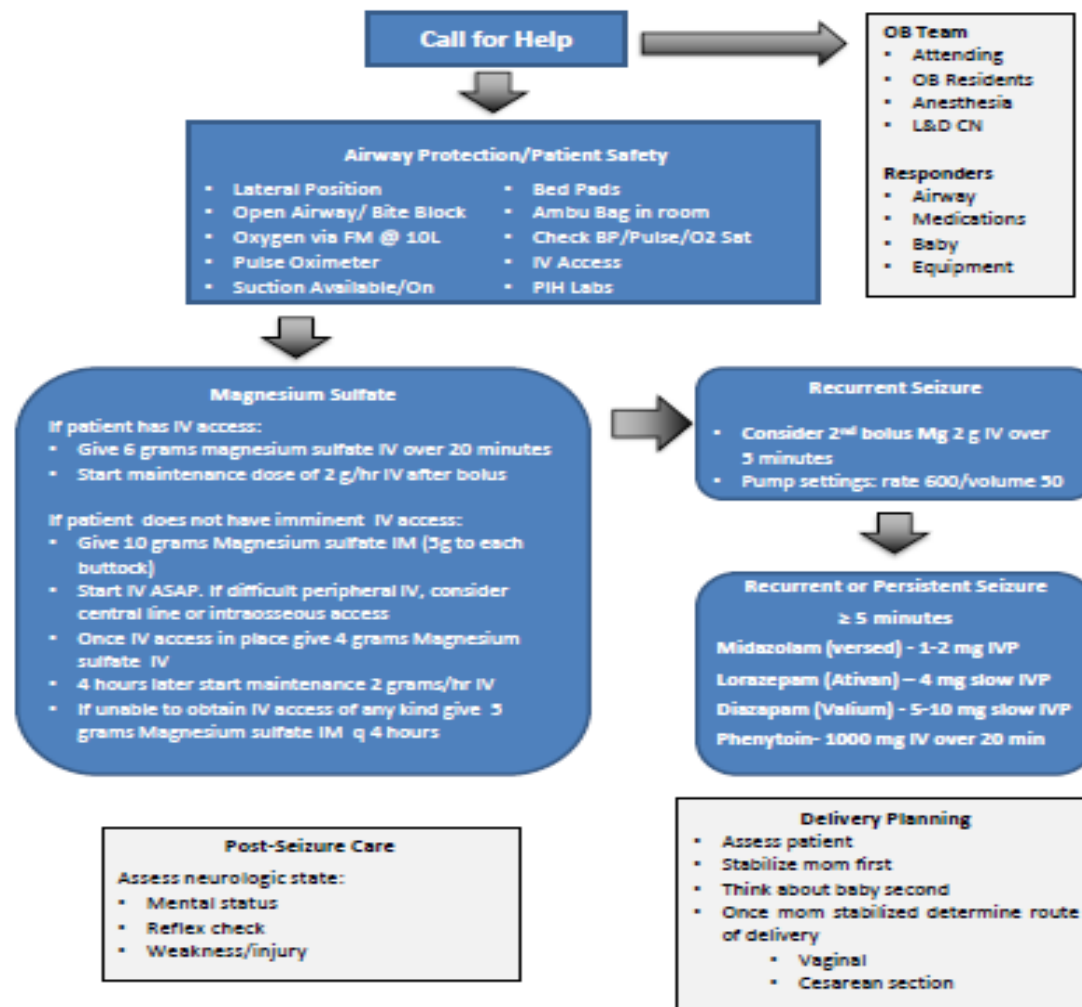 Call for Help
OB Team
• Attending
• OB Residents
• Anesthesia
• L&D CN
Responders
• Airway
• Medications
• Baby
• Equipment
Airway Protection/Patient Safety
• Lateral Position
• Open Airway/ Bite Block
• Oxygen via FM @ 10L
• Pulse Oximeter
• Suction Available/On
• Bed Pads
• Ambu Bag in room
• Check BP/Pulse/O2 Sat
• IV Access
• PIH Labs
Magnesium Sulfate
If patient has IV access:
• Give 6 grams magnesium sulfate IV over 20 minutes
• Start maintenance dose of 2 g/hr IV after bolus
If patient does not have imminent IV access:
• Give 10 grams Magnesium sulfate IM (5g to each
buttock)
• Start IV ASAP. If difficult peripheral IV, consider
central line or intraosseous access
• Once IV access in place give 4 grams Magnesium
sulfate IV
• 4 hours later start maintenance 2 grams/hr IV
• If unable to obtain IV access of any kind give 5
grams Magnesium sulfate IM q 4 hours
Recurrent Seizure
• Consider 2nd bolus Mg 2 g IV over
5 minutes
• Pump settings: rate 600/volume 50
Recurrent or Persistent Seizure
≥ 5 minutes
Midazolam (versed) - 1-2 mg IVP
Lorazepam (Ativan) – 4 mg slow IVP
Diazapam (Valium) - 5-10 mg slow IVP
Phenytoin- 1000 mg IV over 20 min
Post-Seizure Care
Assess neurologic state:
• Mental status
• Reflex check
• Weakness/injury
Delivery Planning
• Assess patient
• Stabilize mom first
• Think about baby second
• Once mom stabilized determine route
of delivery
• Vaginal
• Cesarean section